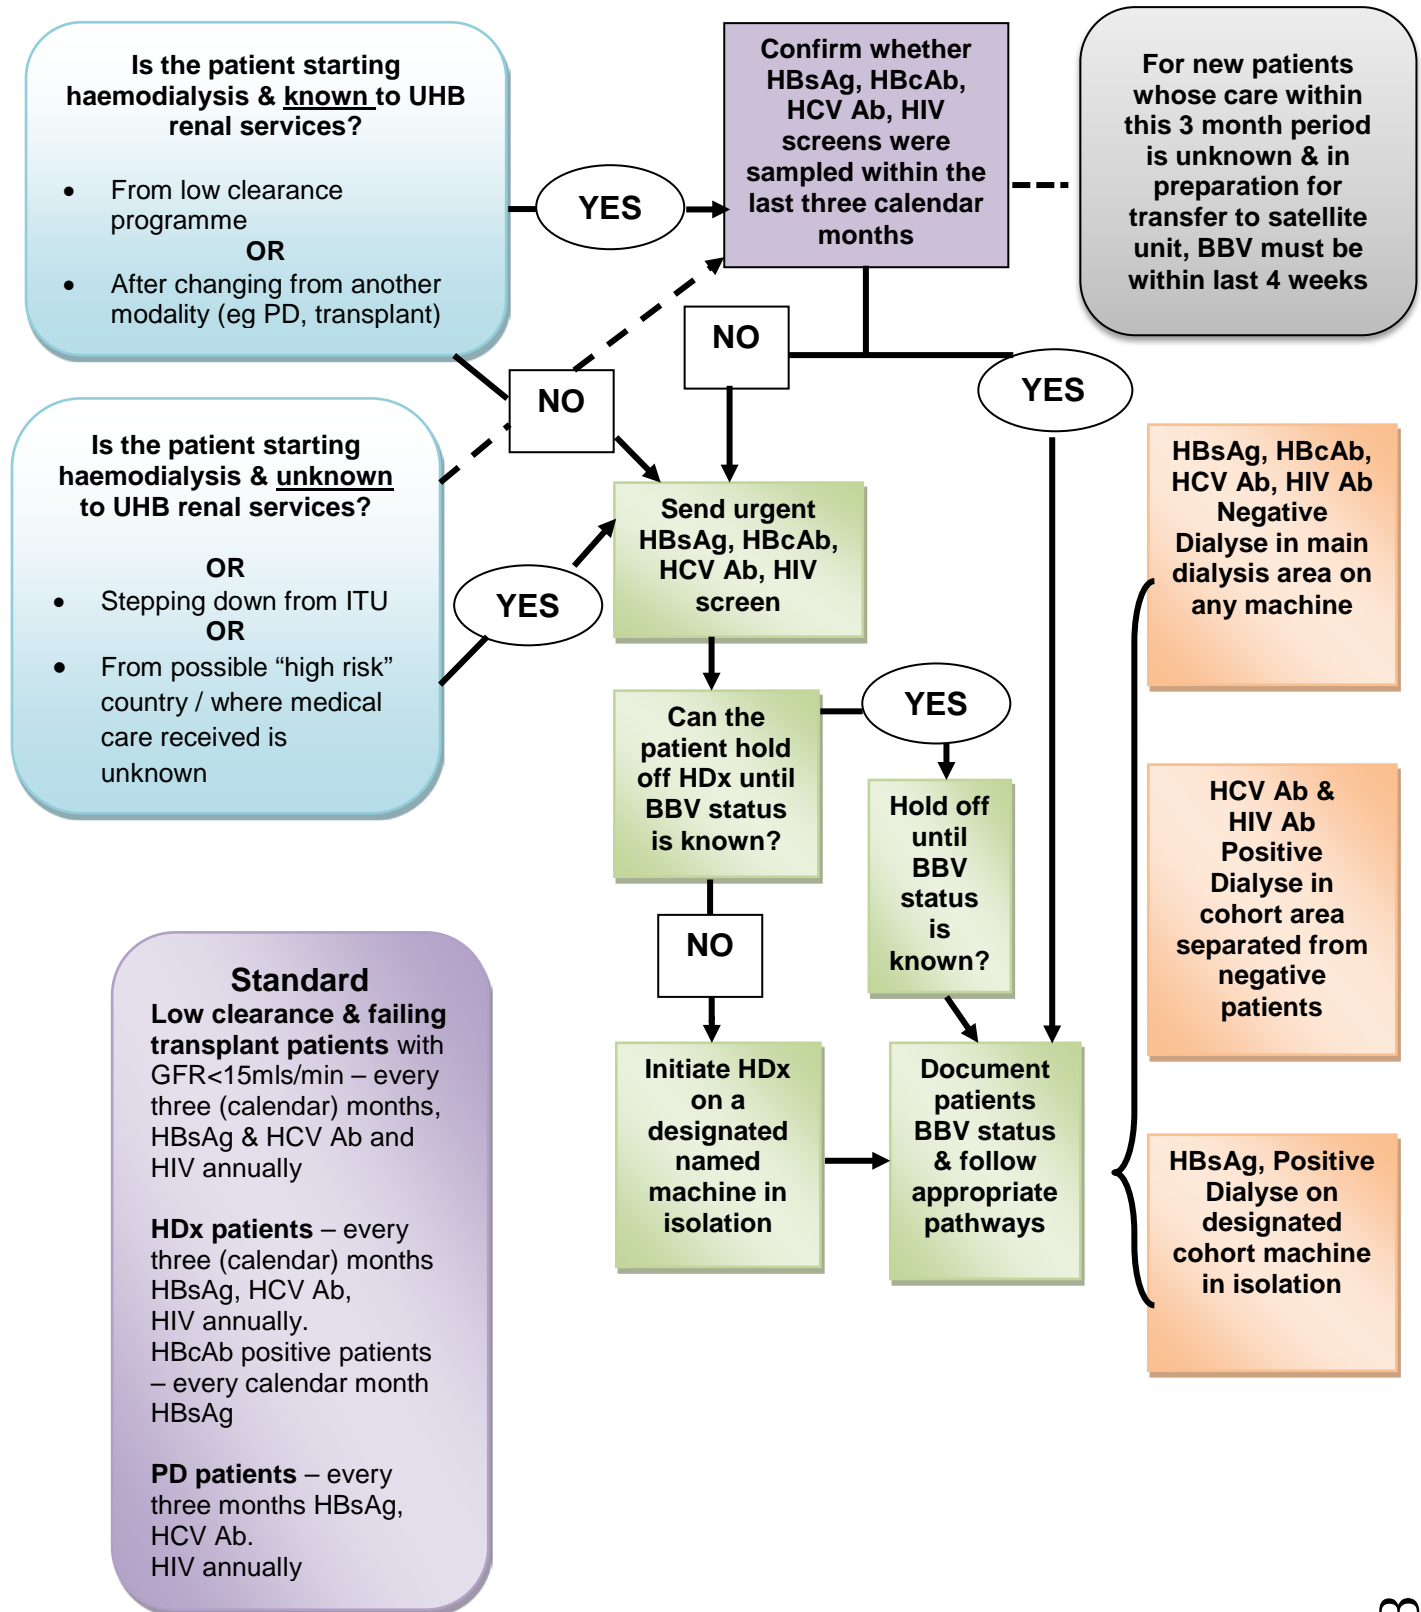 Is the patient starting
haemodialysis & known to UHB
renal services?
• From low clearance
programme
OR
• After changing from another
modality (eg PD, transplant)
YES
Confirm whether
HBsAg, HBcAb,
HCV Ab, HIV
screens were
sampled within the
last three calendar
months
For new patients
whose care within
this 3 month period
is unknown & in
preparation for
transfer to satellite
unit, BBV must be
within last 4 weeks
NO
NO
YES
Is the patient starting
haemodialysis & unknown
to UHB renal services?
OR
• Stepping down from ITU
OR
• From possible “high risk”
country / where medical
care received is
unknown
YES
Send urgent
HBsAg, HBcAb,
HCV Ab, HIV
screen
Can the
patient hold
off HDx until
BBV status
is known?
YES
Hold off
until
BBV
status
is
known?
NO
Initiate HDx
on a
designated
named
machine in
isolation
Document
patients
BBV status
& follow
appropriate
pathways
HBsAg, HBcAb,
HCV Ab, HIV Ab
Negative
Dialyse in main
dialysis area on
any machine
HCV Ab &
HIV Ab
Positive
Dialyse in
cohort area
separated from
negative
patients
HBsAg, Positive
Dialyse on
designated
cohort machine
in isolation
Standard
Low clearance & failing
transplant patients with
GFR<15mls/min – every
three (calendar) months,
HBsAg & HCV Ab and
HIV annually
HDx patients – every
three (calendar) months
HBsAg, HCV Ab,
HIV annually.
HBcAb positive patients
– every calendar month
HBsAg
PD patients – every
three months HBsAg,
HCV Ab.
HIV annually
3